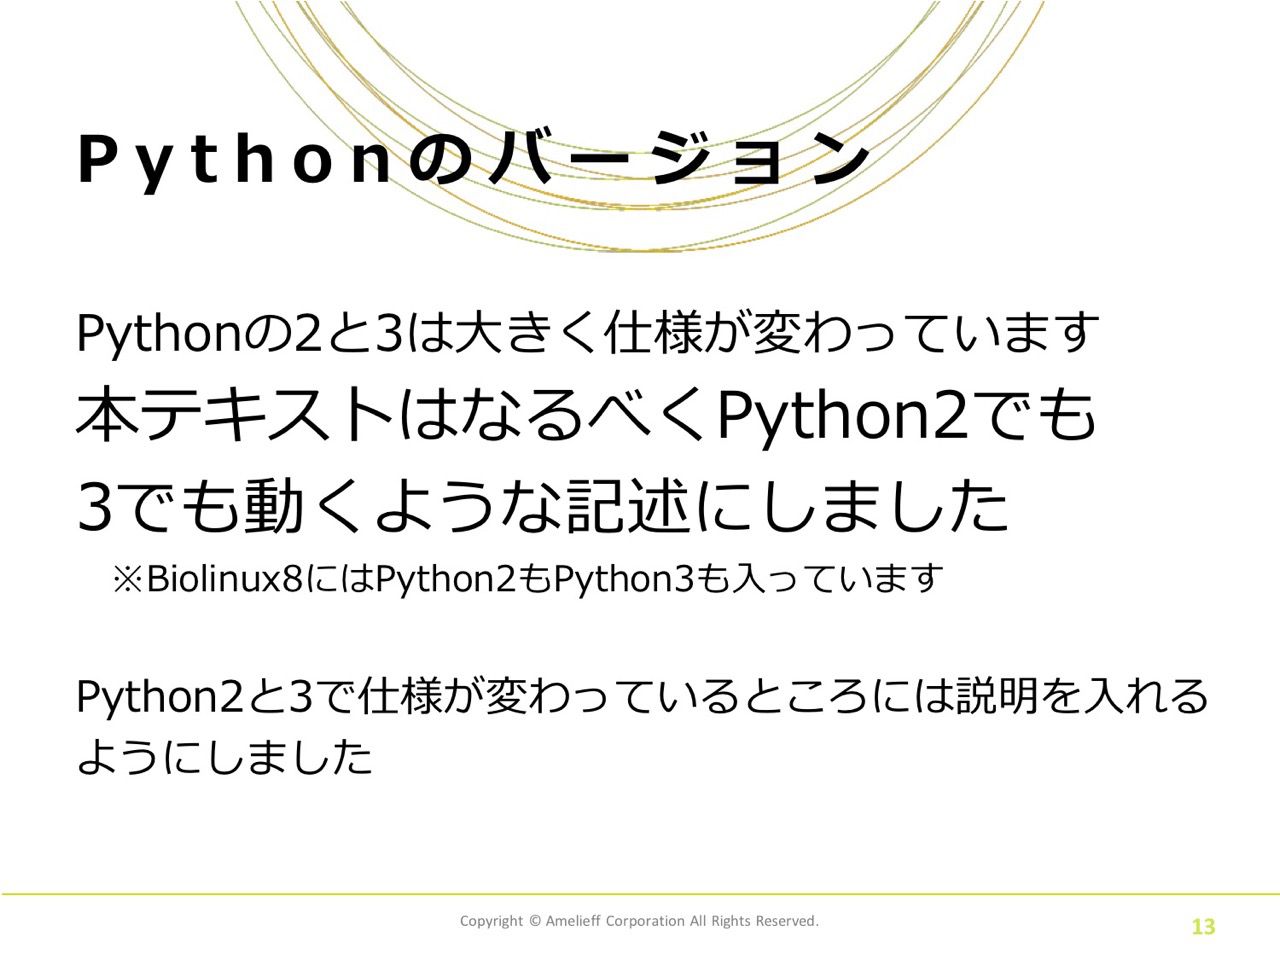 Pythonのバージョン
Pythonの2と3は大きく仕様が変わっています
本テキストはなるべくPython2でも
3でも動くような記述にしました
※Biolinux8にはPython2もPython3も入っています
Python2と3で仕様が変わっているところには説明を入れる
ようにしました
Copyright © Amelieff Corporation All Rights Reserved.
13